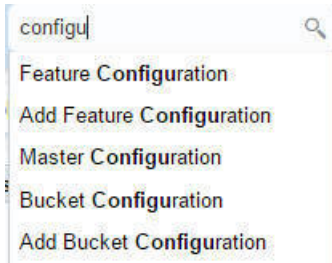 configu
Feature Configuration
Add Feature Configuration
Master Configuration
Bucket Configuration
Add Bucket Configuration